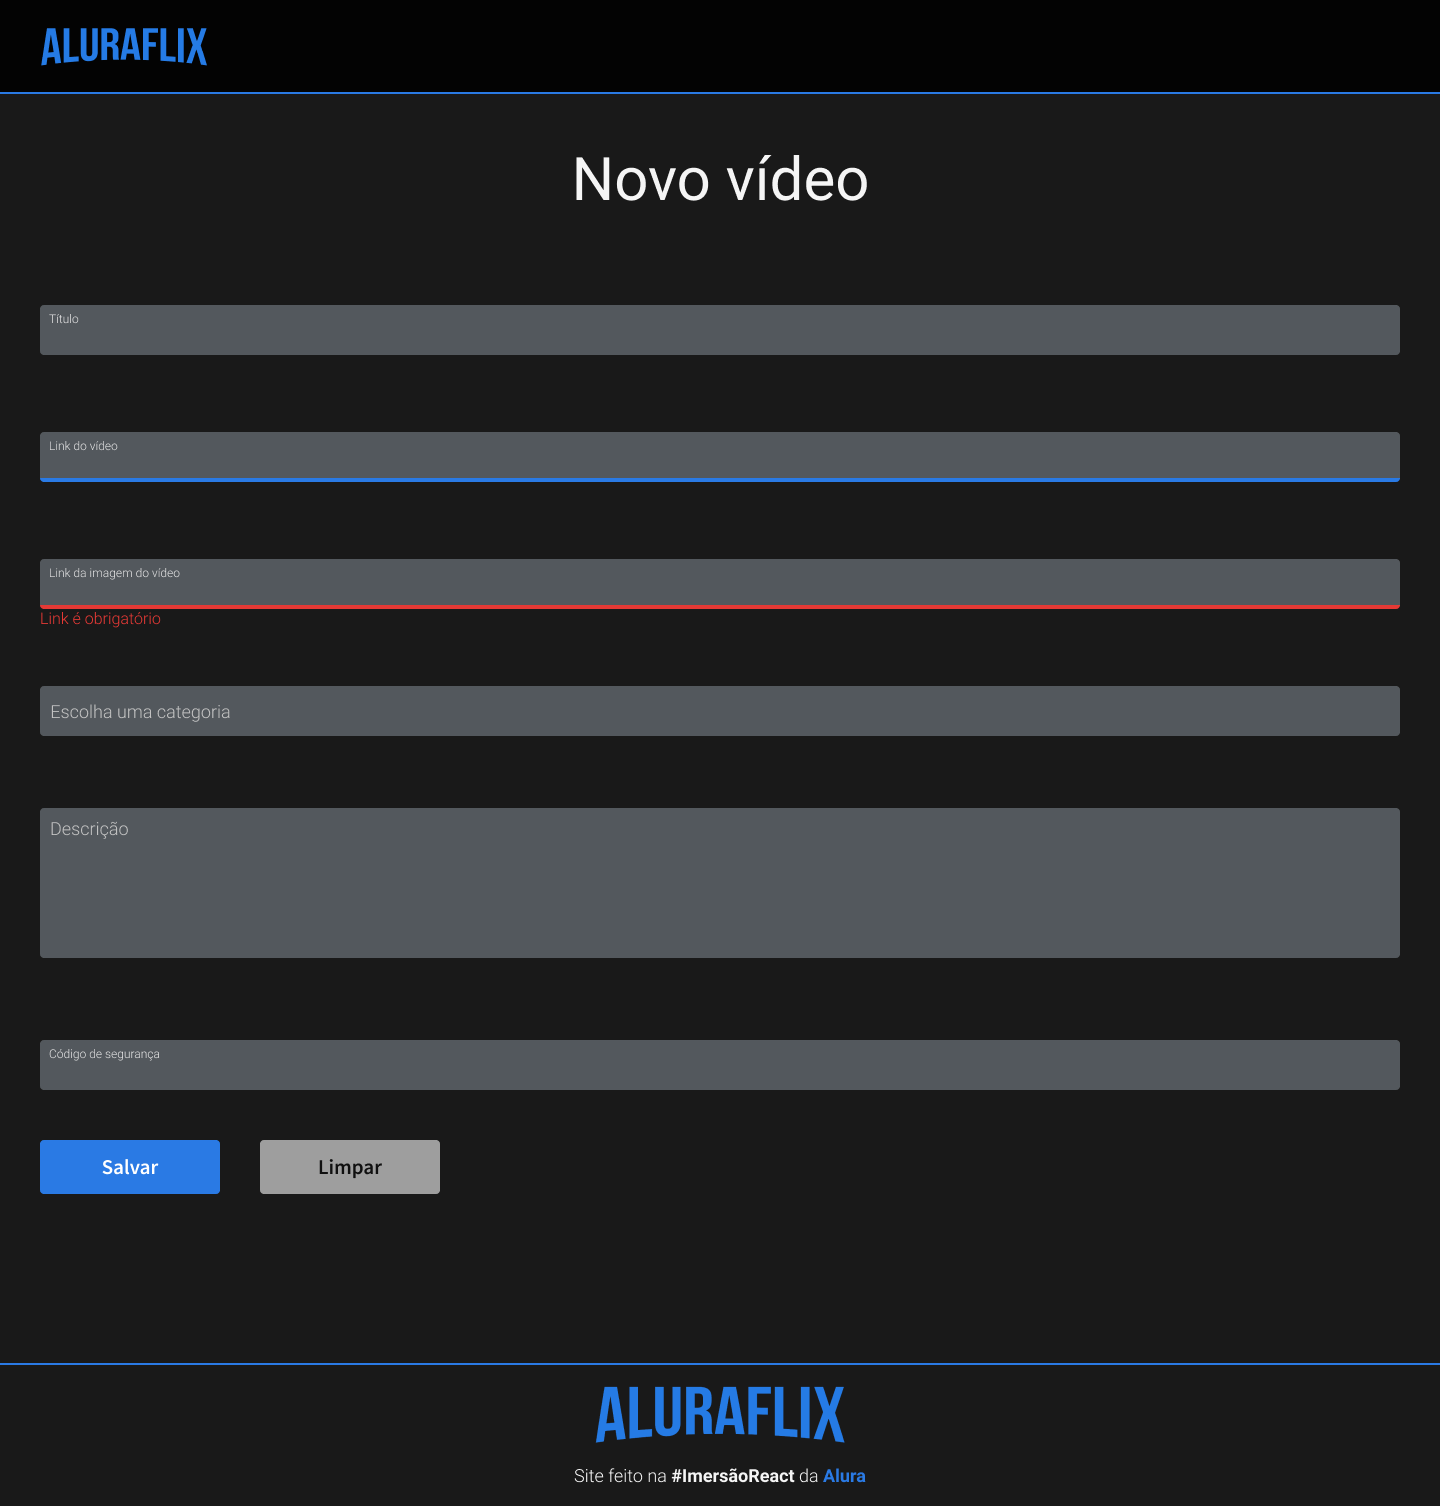 ALURAFLIX
Novo vídeo
Título
Link do vídeo
Link da imagem do vídeo
Link é obrigatório
Escolha uma categoria
Descrição
Código de segurança
Salvar Limpar
ALURAFLIX
Site feito na #ImersãoReact da Alura